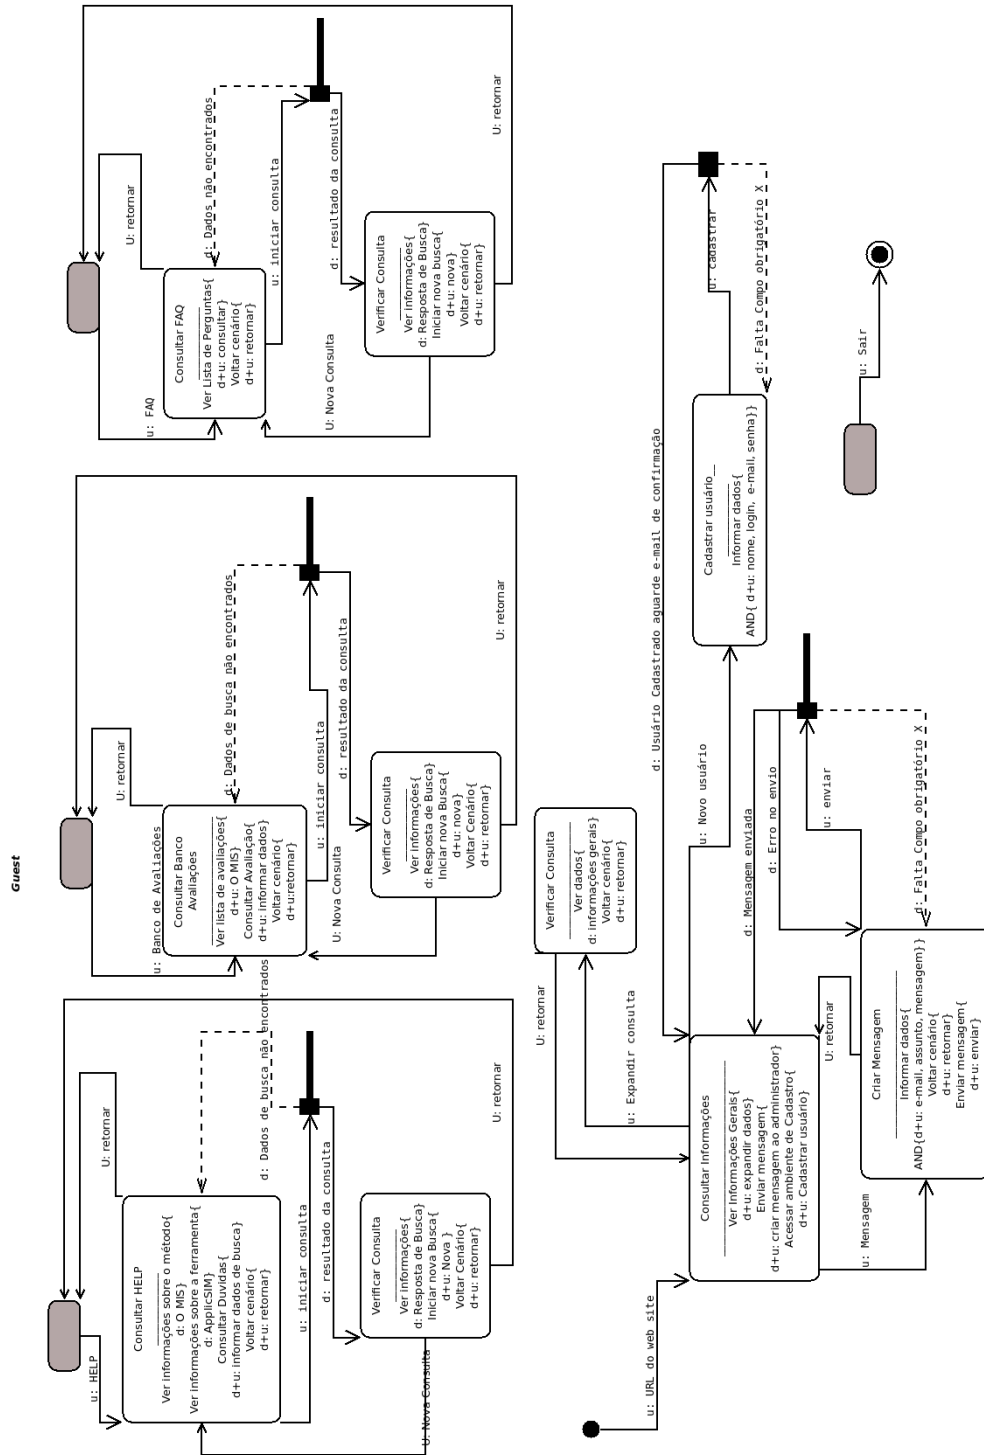 Guest
u: HELP
U: retornar
Consultar HELP
Ver informações sobre o método{
d: O MIS}
Ver informações sobre a ferramenta{
d: ApplicSIM}
Consultar Duvidas{
d+u: informar dados de busca}
Voltar cenário{
d+u: retornar}
d: Dados de busca não encontrados
u: iniciar consulta
d: resultado da consulta
Verificar Consulta
Ver informações{
d: Resposta de Busca}
Iniciar nova Busca{
d+u: Nova }
Voltar Cenário{
d+u: retornar}
U: Nova Consulta
U: retornar
u: Banco de Avaliações
U: retornar
Consultar Banco
Avaliações
Ver lista de avaliações{
d+u: O MIS}
Consultar Avaliação{
d+u: informar dados}
Voltar cenário{
d+u:retornar}
d: Dados de busca não encontrados
u: iniciar consulta
d: resultado da consulta
U: Nova Consulta
Verificar Consulta
Ver informações{
d: Resposta de Busca}
Iniciar nova Busca{
d+u: nova}
Voltar Cenário{
d+u: retornar}
U: retornar
u: FAQ
U: retornar
Consultar FAQ
Ver Lista de Perguntas{
d+u: consultar}
Voltar cenário{
d+u: retornar}
d: Dados não encontrados
u: iniciar consulta
d: resultado da consulta
U: Nova Consulta
Verificar Consulta
Ver informações{
d: Resposta de Busca}
Iniciar nova busca{
d+u: nova}
Voltar cenário{
d+u: retornar}
U: retornar
u: URL do web site
Consultar Informações
Ver Informações Gerais{
d+u: expandir dados}
Enviar mensagem{
d+u: criar mensagem ao administrador}
Acessar ambiente de Cadastro{
d+u: Cadastrar usuário}
U: retornar
u: Expandir consulta
Verificar Consulta
Ver dados{
d: informações gerais}
Voltar cenário{
d+u: retornar}
d: Usuário Cadastrado aguarde e-mail de confirmação
u: Novo usuário
Cadastrar usuário__
Informar dados{
AND{ d+u: nome, login, e-mail, senha}}
u: cadastrar
d: Falta Compo obrigatório X
d: Mensagem enviada
d: Erro no envio
u: enviar
d: Falta Compo obrigatório X
U: retornar
u: Mensagem
Criar Mensagem
Informar dados{
AND{d+u: e-mail, assunto, mensagem}}
Voltar cenário{
d+u: retornar}
Enviar mensagem{
d+u: enviar}
u: Sair